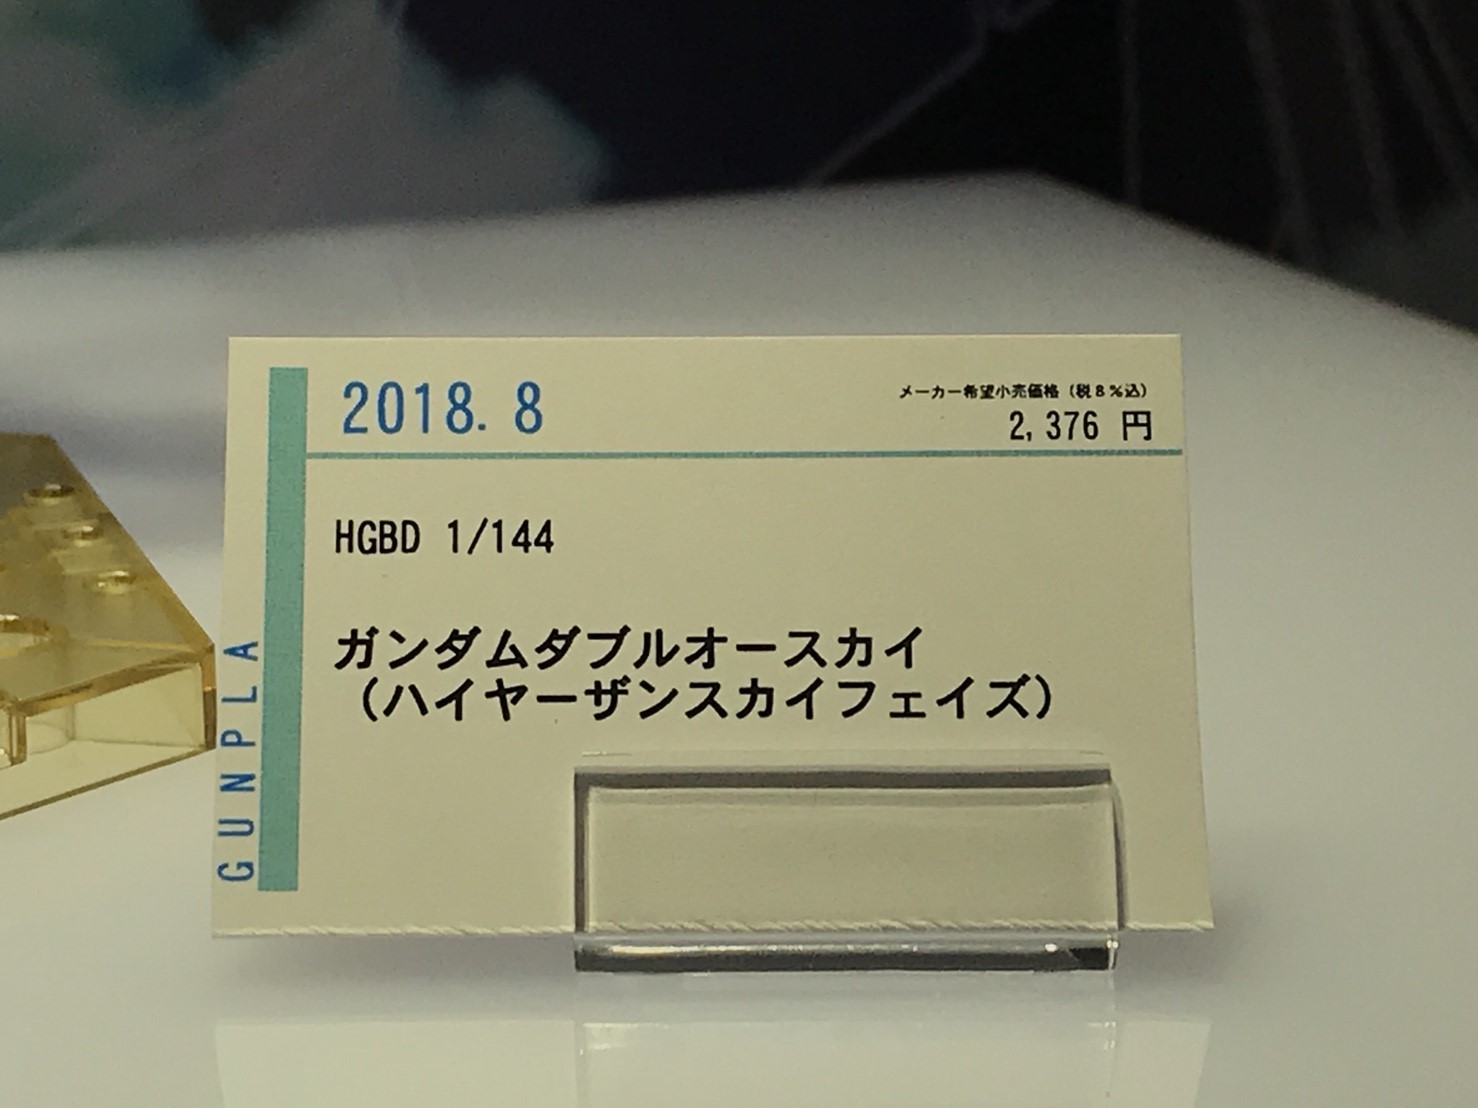 2018. 8
メーカー希望小売価格（税８％込）
2,376 円
HGBD 1/144
ガンダムダブルオースカイ
（ハイヤーザンスカイフェイズ）
GUNPLA